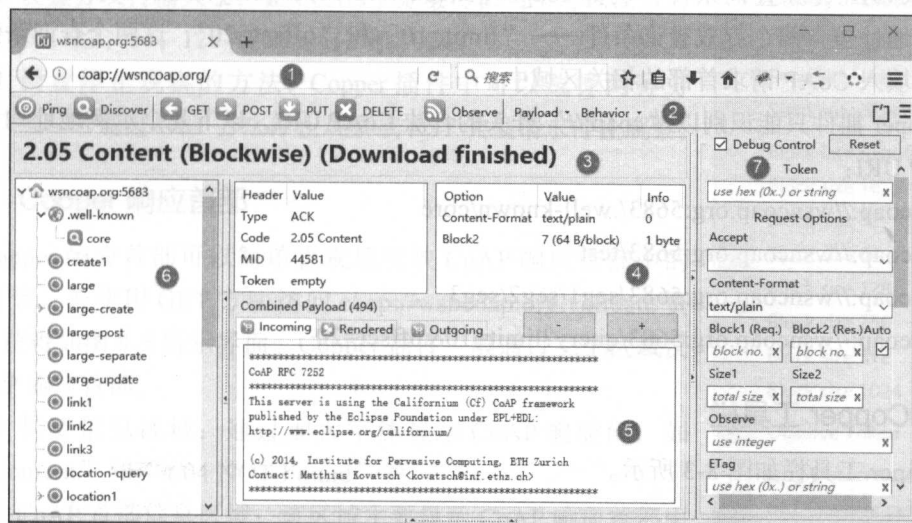 wsncoap.org:5683 × +
coap://wsncoap.org/ 1 搜索
Ping Discover GET POST PUT DELETE Observe Payload Behavior 2
2.05 Content (Blockwise) (Download finished) 3
wsncoap.org:5683
.well-known
core
create1
large
large-create
large-post
large-separate
large-update
link1
link2
link3
location-query
location1
6
Header Value
Type ACK
Code 2.05 Content
MID 44581
Token empty
Option Value Info
Content-Format text/plain 0
Block2 7 (64 B/block) 1 byte
4
Combined Payload (494)
Incoming Rendered Outgoing - +
************************************************************
CoAP RFC 7252
************************************************************
This server is using the Californium (Cf) CoAP framework
published by the Eclipse Foundation under EPL+EDL:
http://www.eclipse.org/californium/
(c) 2014, Institute for Pervasive Computing, ETH Zurich
Contact: Matthias Kovatsch <kovatsch@inf.ethz.ch>
************************************************************
5
Debug Control Reset
7 Token
use hex (0x..) or string x
Request Options
Accept
Content-Format
text/plain
Block1 (Req.) Block2 (Res.) Auto
block no. x block no. x
Size1 Size2
total size x total size x
Observe
use integer x
ETag
use hex (0x..) or string x